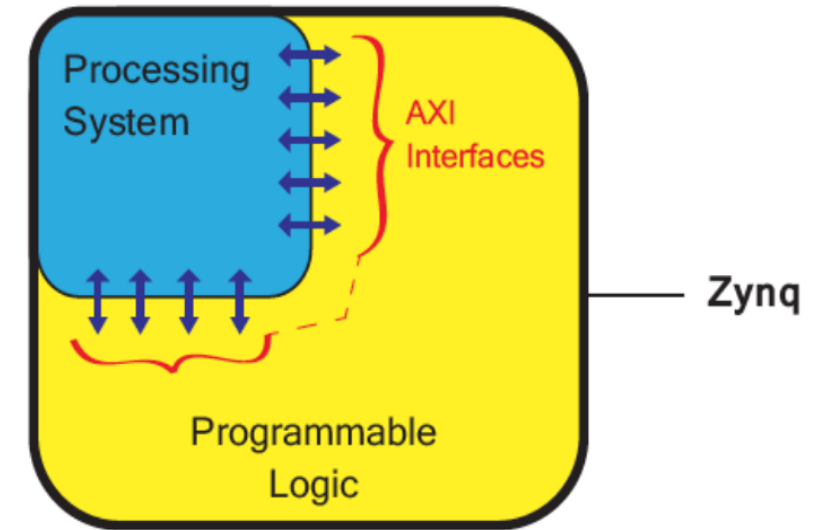 Processing
System
AXI
Interfaces
Zynq
Programmable
Logic